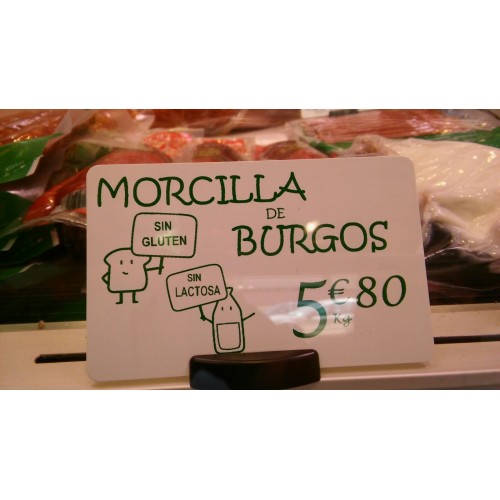 MORCILLA
DE
BURGOS
SIN
GLUTEN
SIN
LACTOSA
5€80
Kg